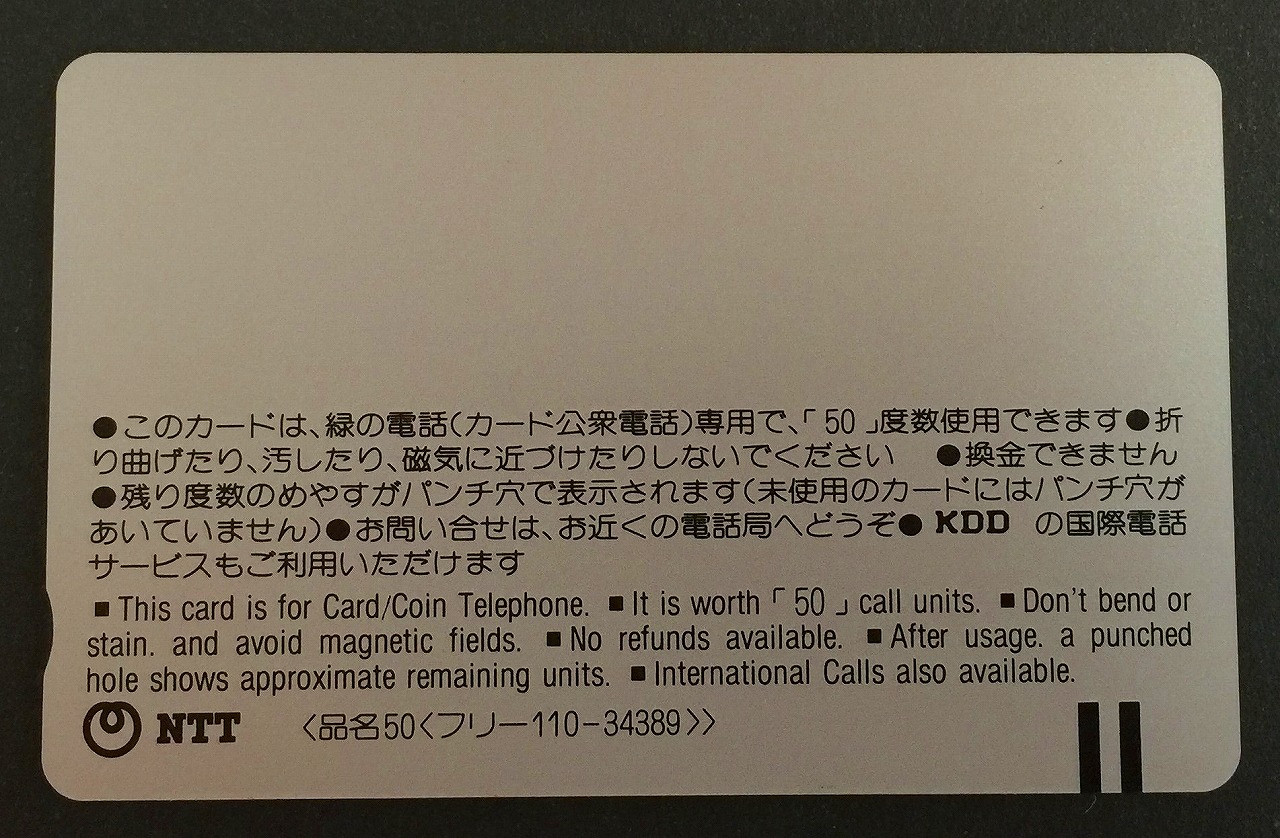 ●このカードは、緑の電話(カード公衆電話)専用で、「50」度数使用できます●折
り曲げたり、汚したり、磁気に近づけたりしないでください ●換金できません
●残り度数のめやすがパンチ穴で表示されます(未使用のカードにはパンチ穴が
あいていません)●お問い合せは、お近くの電話局へどうぞ● KDD の国際電話
サービスもご利用いただけます
■This card is for Card/Coin Telephone. ■It is worth「50」call units. ■Don't bend or
stain. and avoid magnetic fields. ■No refunds available. ■After usage. a punched
hole shows approximate remaining units. ■International Calls also available.
NTT 〈品名50〈フリー110-34389〉〉